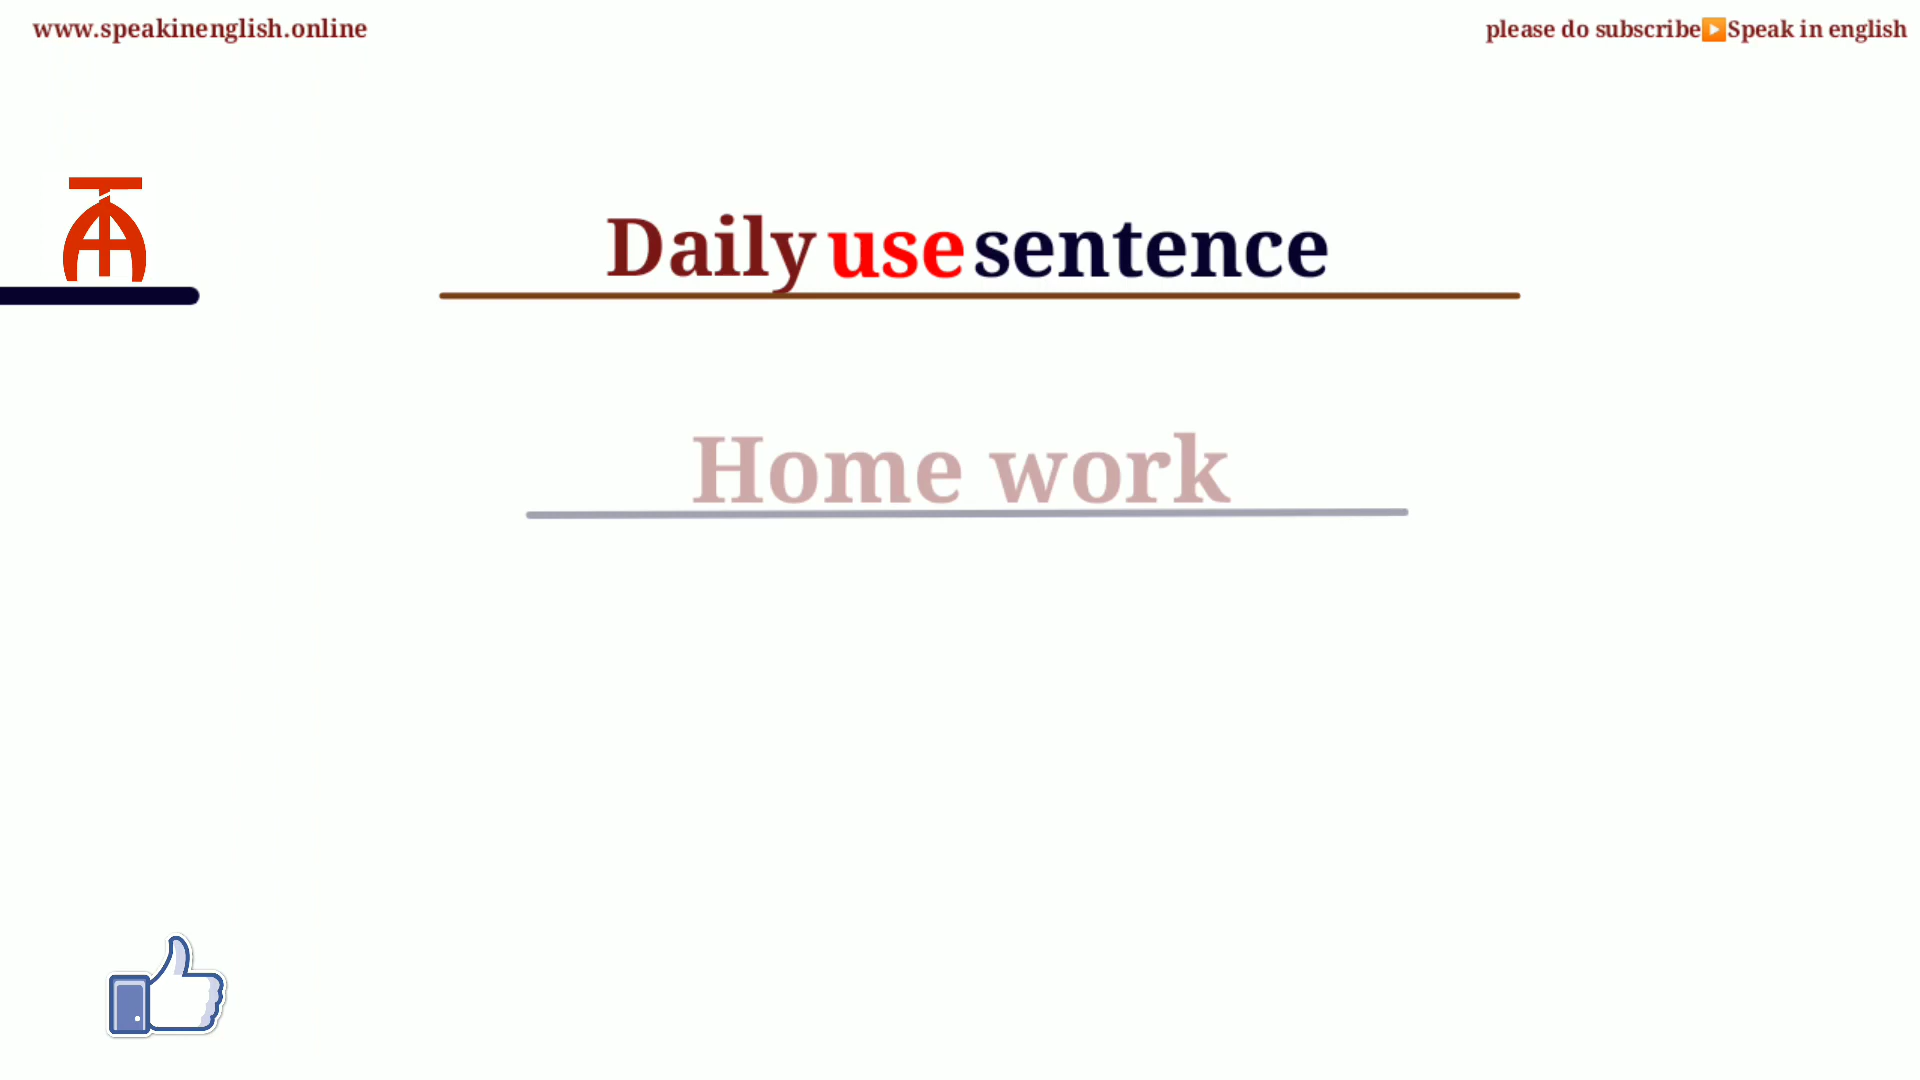 www.speakinenglish.online
please do subscribe▶️Speak in english
Daily use sentence
Home work